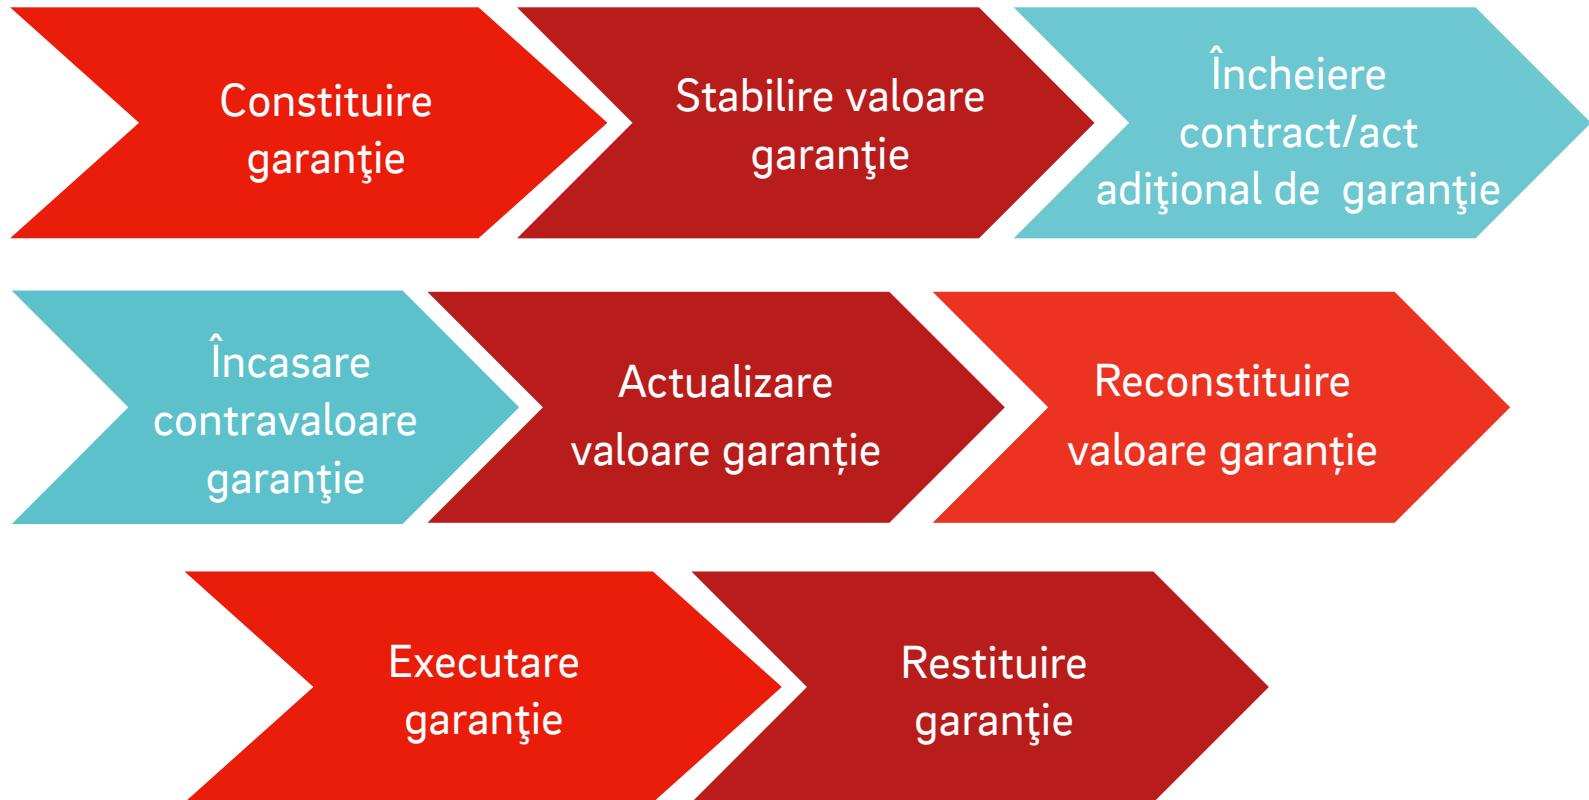 Constituire
garanţie
Stabilire valoare
garanţie
Încheiere
contract/act
adiţional de  garanţie
Încasare
contravaloare
garanţie
Actualizare
valoare garanție
Reconstituire
valoare garanție
Executare
garanţie
Restituire
garanţie